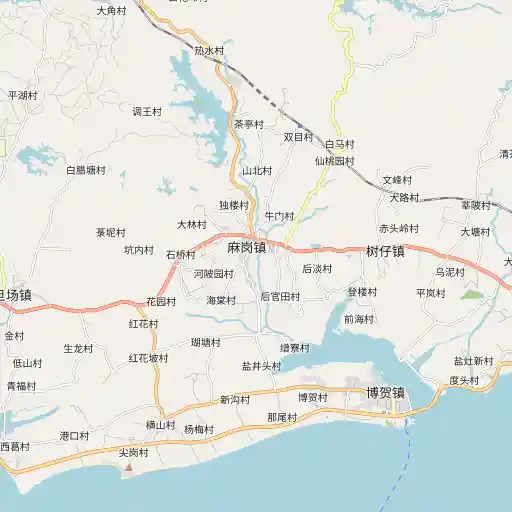 大角村
热水村
平湖村
调王村
茶亭村
双目村
白马村
仙桃园村
清
白腊塘村
山北村
文峰村
大路村
莘陂村
独楼村
牛门村
大林村
赤头岭村
大塘村
坑内村
石桥村
麻岗镇
树仔镇
河陂园村
后淡村
乌泥村
旦场镇
花园村
海棠村
后官田村
登楼村
平岚村
红花村
前海村
金村
生龙村
瑚塘村
缯寮村
低山村
红花坡村
盐井头村
盐灶新村
度头村
青福村
博贺镇
新沟村
博贺村
那尾村
横山村
杨梅村
港口村
西葛村
尖岗村